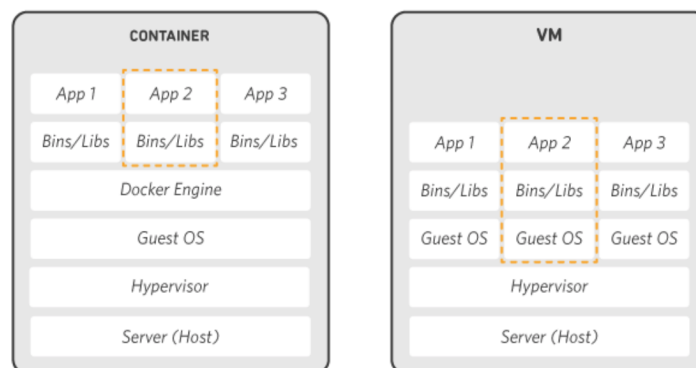 CONTAINER
App 1 App 2 App 3
Bins/Libs Bins/Libs Bins/Libs
Docker Engine
Guest OS
Hypervisor
Server (Host)
VM
App 1 App 2 App 3
Bins/Libs Bins/Libs Bins/Libs
Guest OS Guest OS Guest OS
Hypervisor
Server (Host)